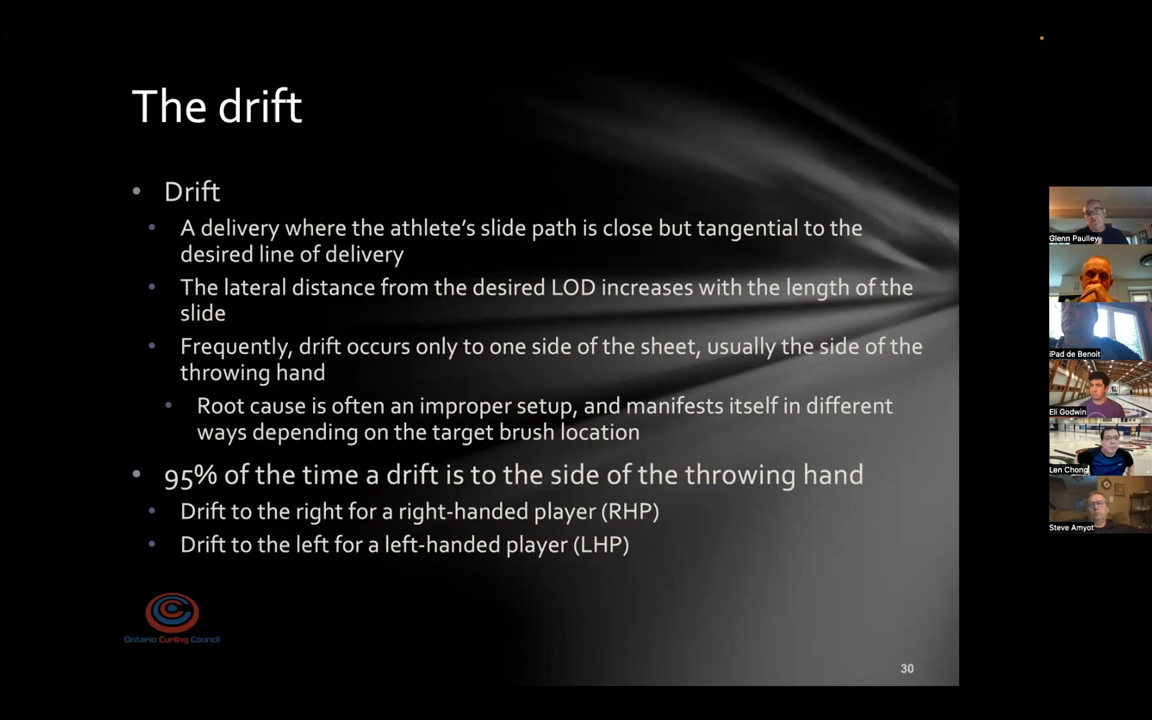 The drift
• Drift
• A delivery where the athlete's slide path is close but tangential to the
desired line of delivery
• The lateral distance from the desired LOD increases with the length of the
slide
• Frequently, drift occurs only to one side of the sheet, usually the side of the
throwing hand
• Root cause is often an improper setup, and manifests itself in different
ways depending on the target brush location
• 95% of the time a drift is to the side of the throwing hand
• Drift to the right for a right-handed player (RHP)
• Drift to the left for a left-handed player (LHP)
Ontario Curling Council
30
Glenn Paulley
iPad de Benoit
Eli Godwin
Len Chong
Steve Amyot